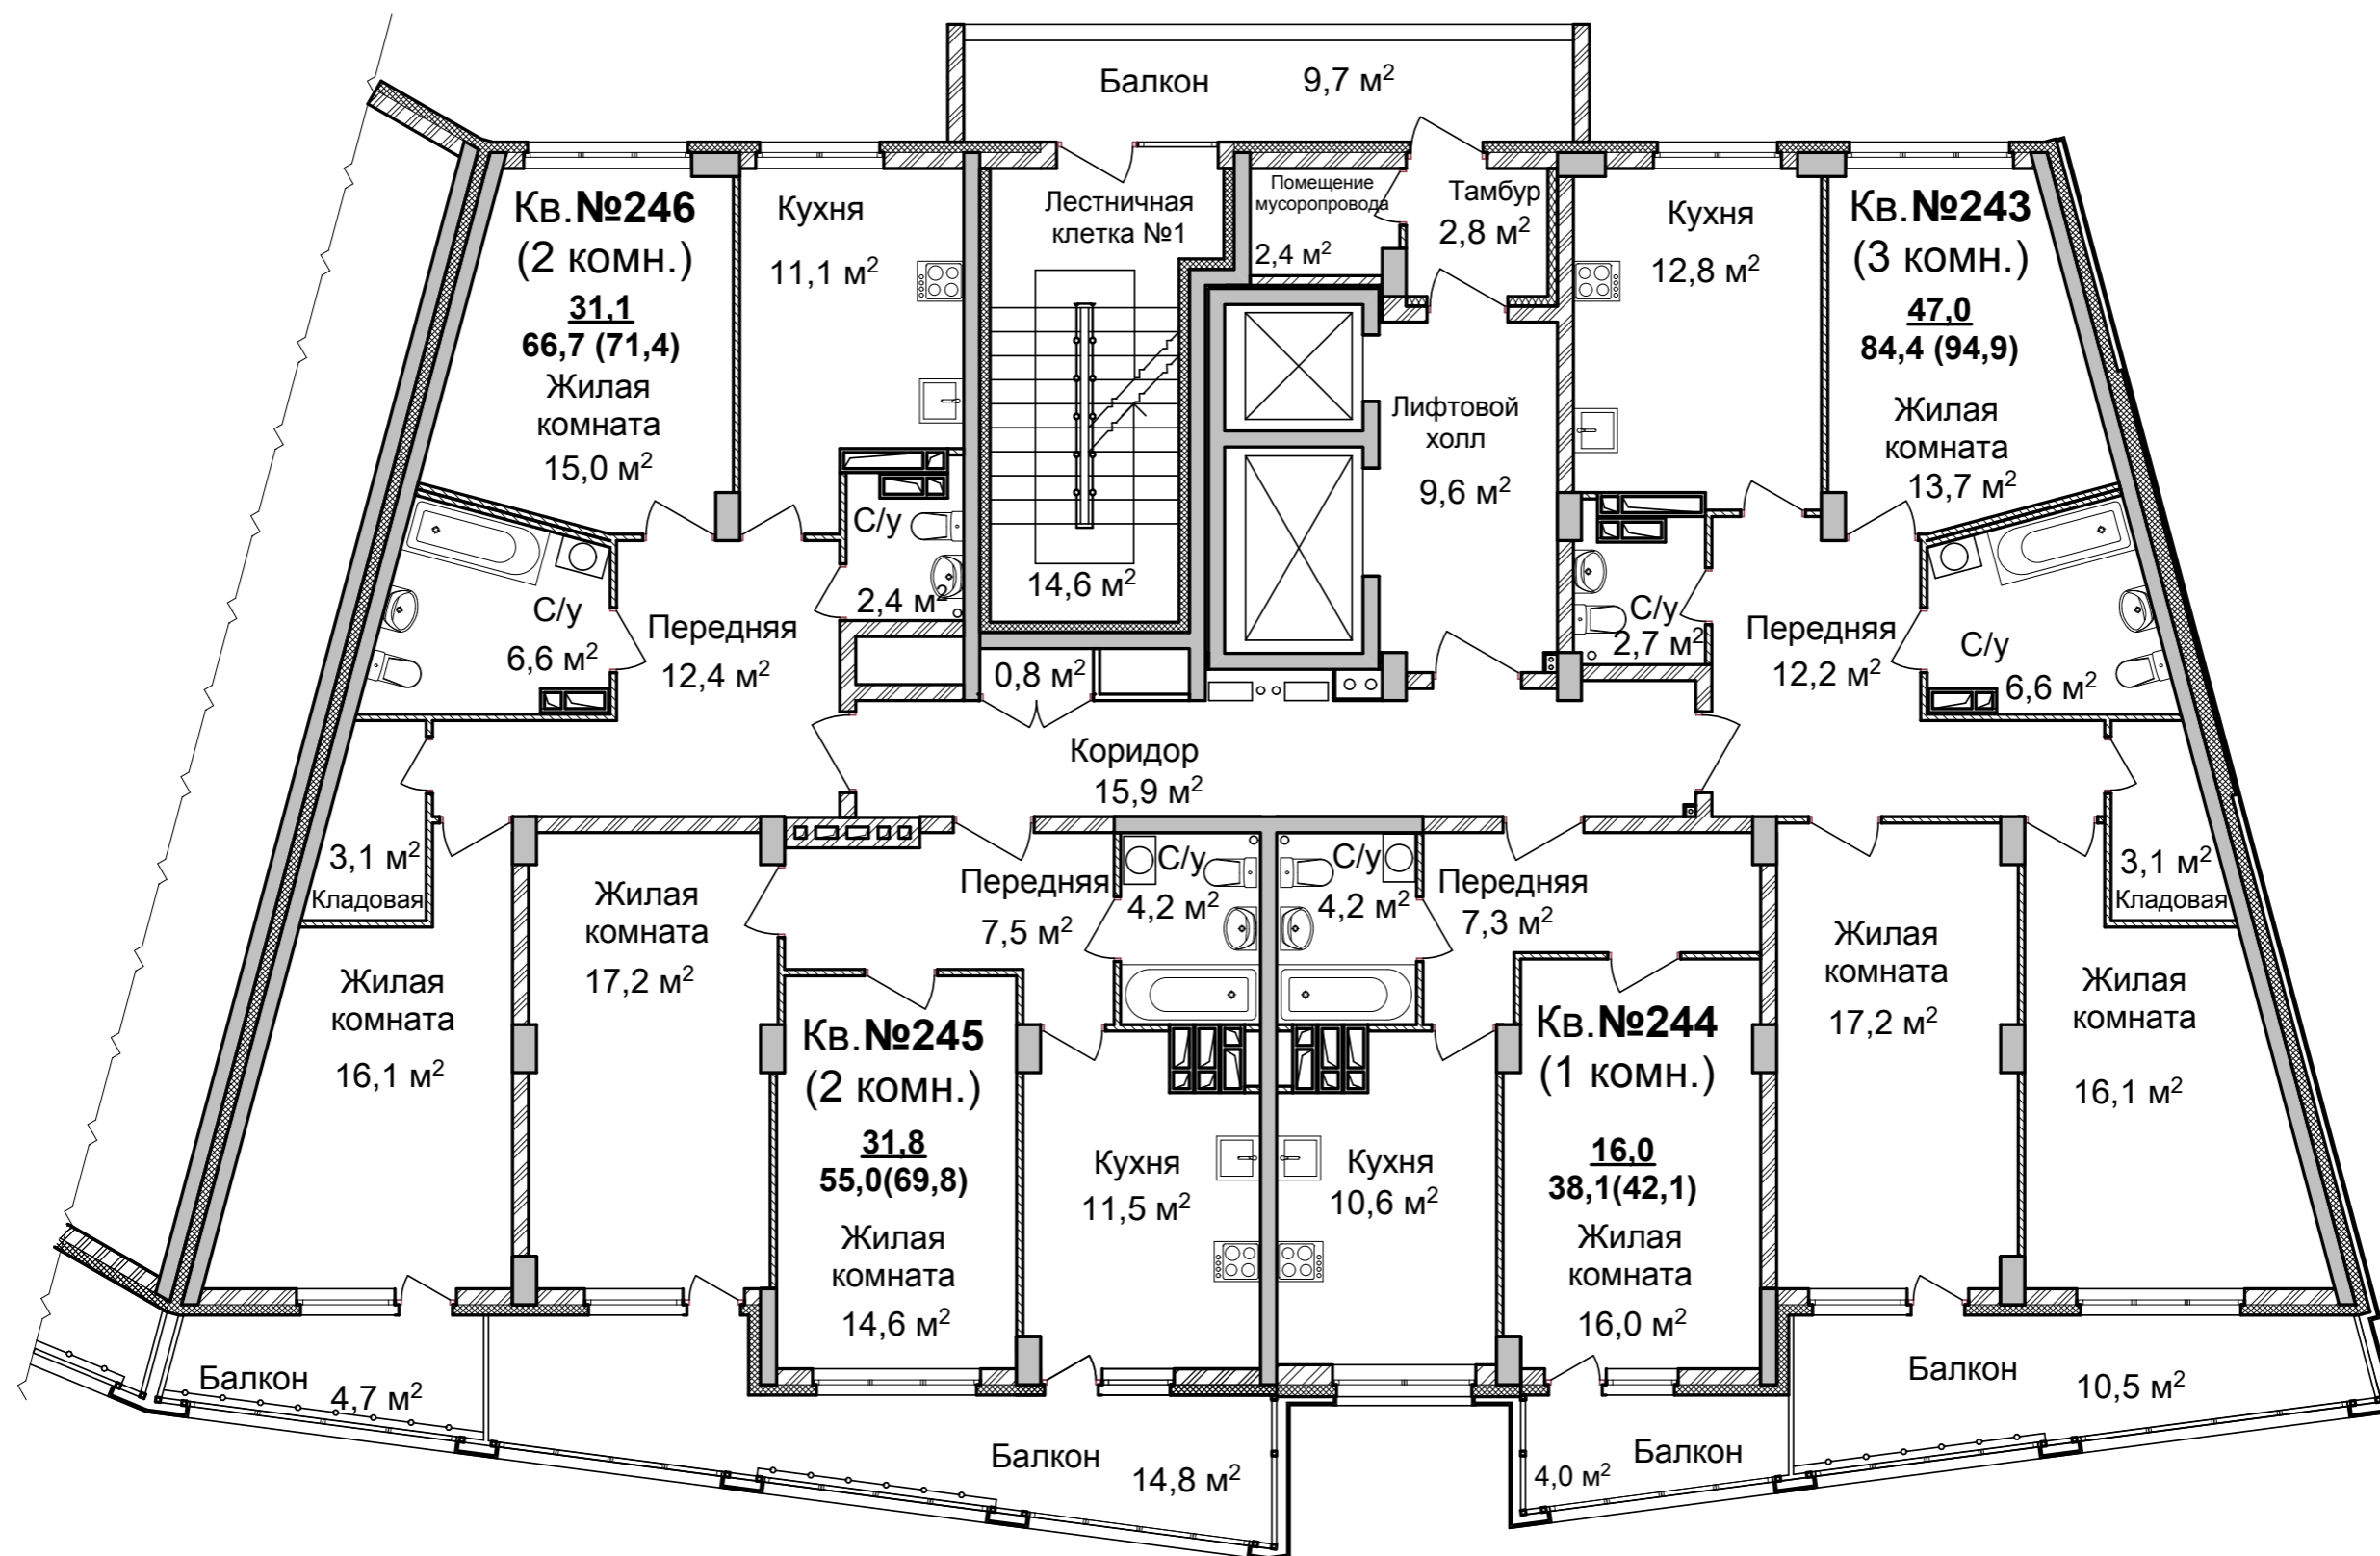 Балкон 9,7 м²
Кв.№246
(2 комн.)
31,1
66,7 (71,4)
Жилая
комната
15,0 м²
Кухня
11,1 м²
Лестничная
клетка №1
14,6 м²
Помещение
мусоропровода
2,4 м²
Тамбур
2,8 м²
Кухня
12,8 м²
Кв.№243
(3 комн.)
47,0
84,4 (94,9)
Жилая
комната
13,7 м²
Лифтовой
холл
9,6 м²
С/у
6,6 м²
Передняя
12,4 м²
С/у
2,4 м²
0,8 м²
С/у
2,7 м²
Передняя
12,2 м²
С/у
6,6 м²
Коридор
15,9 м²
3,1 м²
Кладовая
Жилая
комната
16,1 м²
Жилая
комната
17,2 м²
Передняя
7,5 м²
С/у
4,2 м²
С/у
4,2 м²
Передняя
7,3 м²
Жилая
комната
17,2 м²
3,1 м²
Кладовая
Жилая
комната
16,1 м²
Кв.№245
(2 комн.)
31,8
55,0(69,8)
Жилая
комната
14,6 м²
Кухня
11,5 м²
Кухня
10,6 м²
Кв.№244
(1 комн.)
16,0
38,1(42,1)
Жилая
комната
16,0 м²
Балкон
4,7 м²
Балкон
14,8 м²
Балкон
4,0 м²
Балкон
10,5 м²